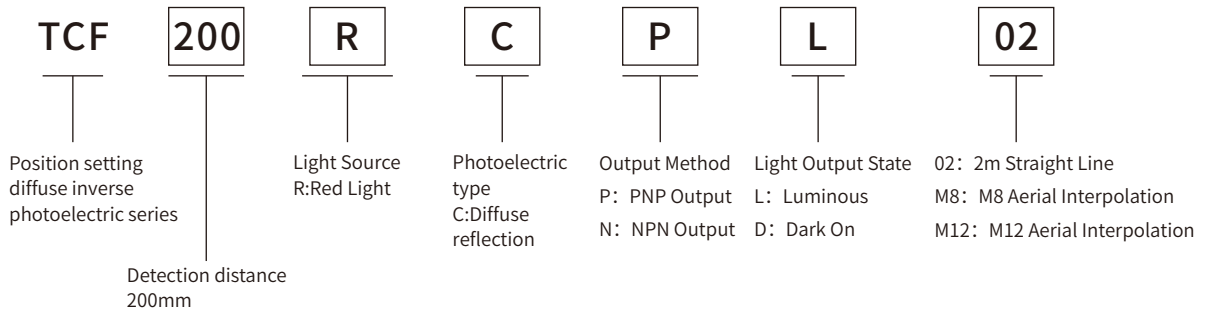 TCF 200 R C P L 02
Position setting
diffuse inverse
photoelectric series
Detection distance
200mm
Light Source
R:Red Light
Photoelectric
type
C:Diffuse
reflection
Output Method
P：PNP Output
N：NPN Output
Light Output State
L：Luminous
D：Dark On
02：2m Straight Line
M8：M8 Aerial Interpolation
M12：M12 Aerial Interpolation